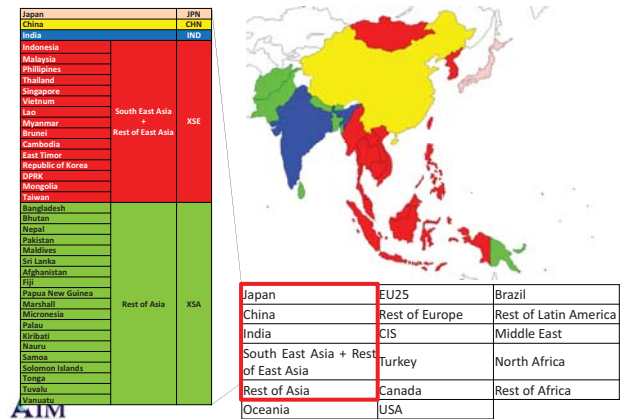 Japan JPN
China CHN
India IND
Indonesia
Malaysia
Phillipines
Thailand
Singapore
Vietnum
Lao
Myanmar
Brunei
Cambodia
East Timor
Republic of Korea
DPRK
Mongolia
Taiwan
South East Asia
+
Rest of East Asia
XSE
Bangladesh
Bhutan
Nepal
Pakistan
Maldives
Sri Lanka
Afghanistan
Fiji
Papua New Guinea
Marshall
Micronesia
Palau
Kiribati
Nauru
Samoa
Solomon Islands
Tonga
Tuvalu
Vanuatu
Rest of Asia
XSA
AIM
Japan EU25 Brazil
China Rest of Europe Rest of Latin America
India CIS Middle East
South East Asia + Rest
of East Asia
Turkey North Africa
Rest of Asia Canada Rest of Africa
Oceania USA